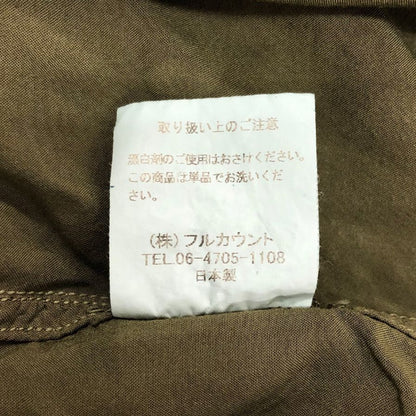 取り扱い上のご注意
漂白剤のご使用はおさけください。
この商品は単品でお洗いくだ
(株) フルカウント
TEL.06-4705-1108
日本製